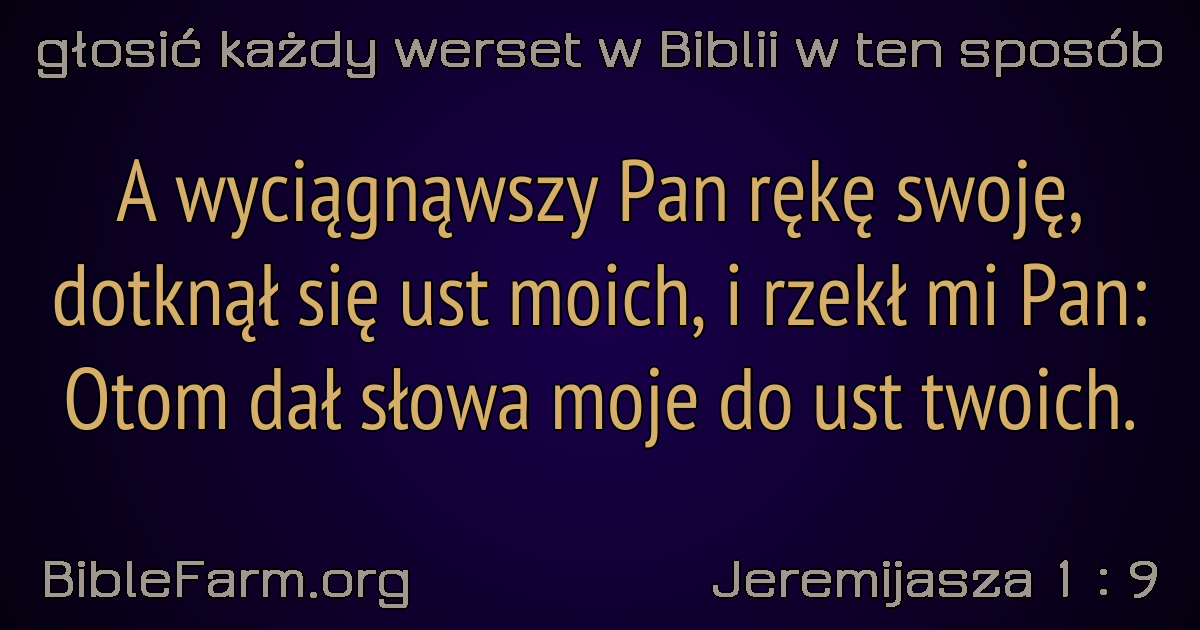 głosić każdy werset w Biblii w ten sposób
A wyciągnąwszy Pan rękę swoję,
dotknął się ust moich, i rzekł mi Pan:
Otom dał słowa moje do ust twoich.
BibleFarm.org
Jeremijasza 1 : 9